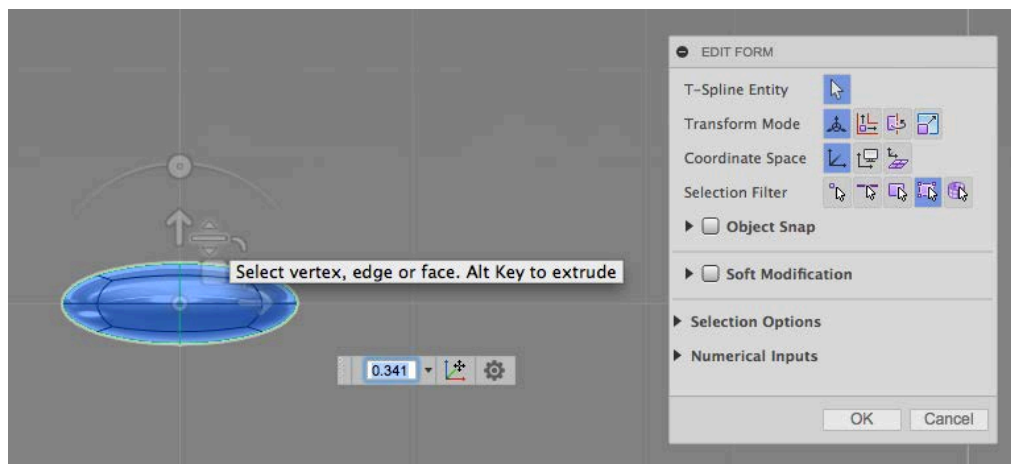 EDIT FORM
T-Spline Entity
Transform Mode
Coordinate Space
Selection Filter
Object Snap
Select vertex, edge or face. Alt Key to extrude
Soft Modification
Selection Options
Numerical Inputs
0.341
OK Cancel